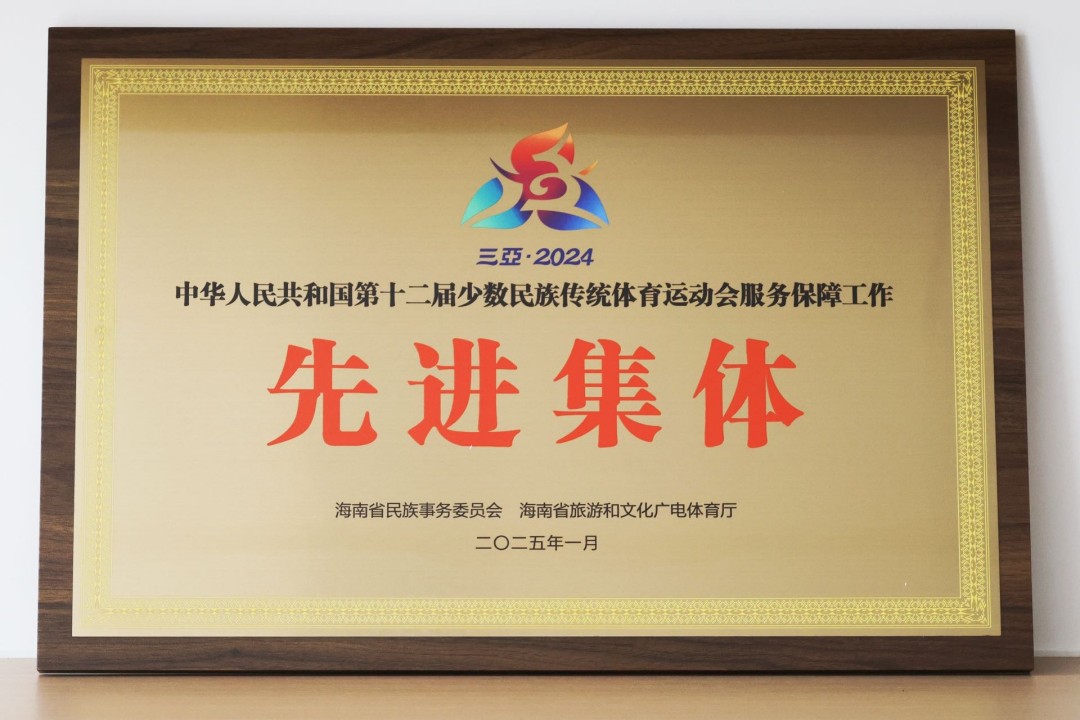 三亞·2024
中华人民共和国第十二届少数民族传统体育运动会服务保障工作
先进集体
海南省民族事务委员会 海南省旅游和文化广电体育厅
二〇二五年一月